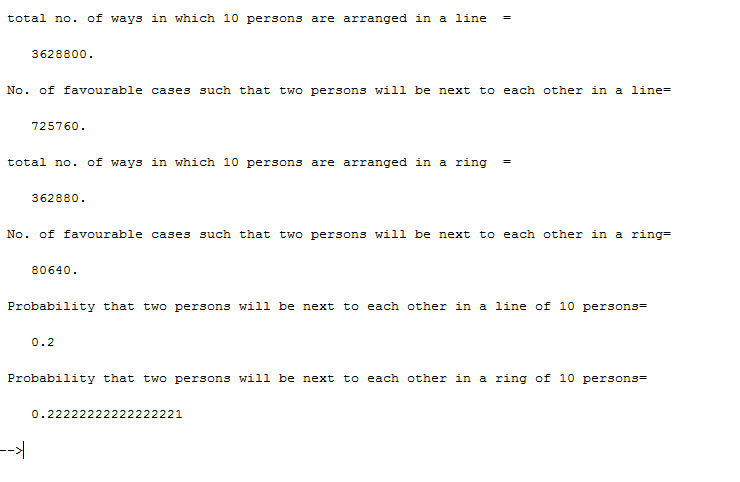 total no. of ways in which 10 persons are arranged in a line  =
3628800.
No. of favourable cases such that two persons will be next to each other in a line=
725760.
total no. of ways in which 10 persons are arranged in a ring  =
362880.
No. of favourable cases such that two persons will be next to each other in a ring=
80640.
Probability that two persons will be next to each other in a line of 10 persons=
0.2
Probability that two persons will be next to each other in a ring of 10 persons=
0.22222222222222221
-->